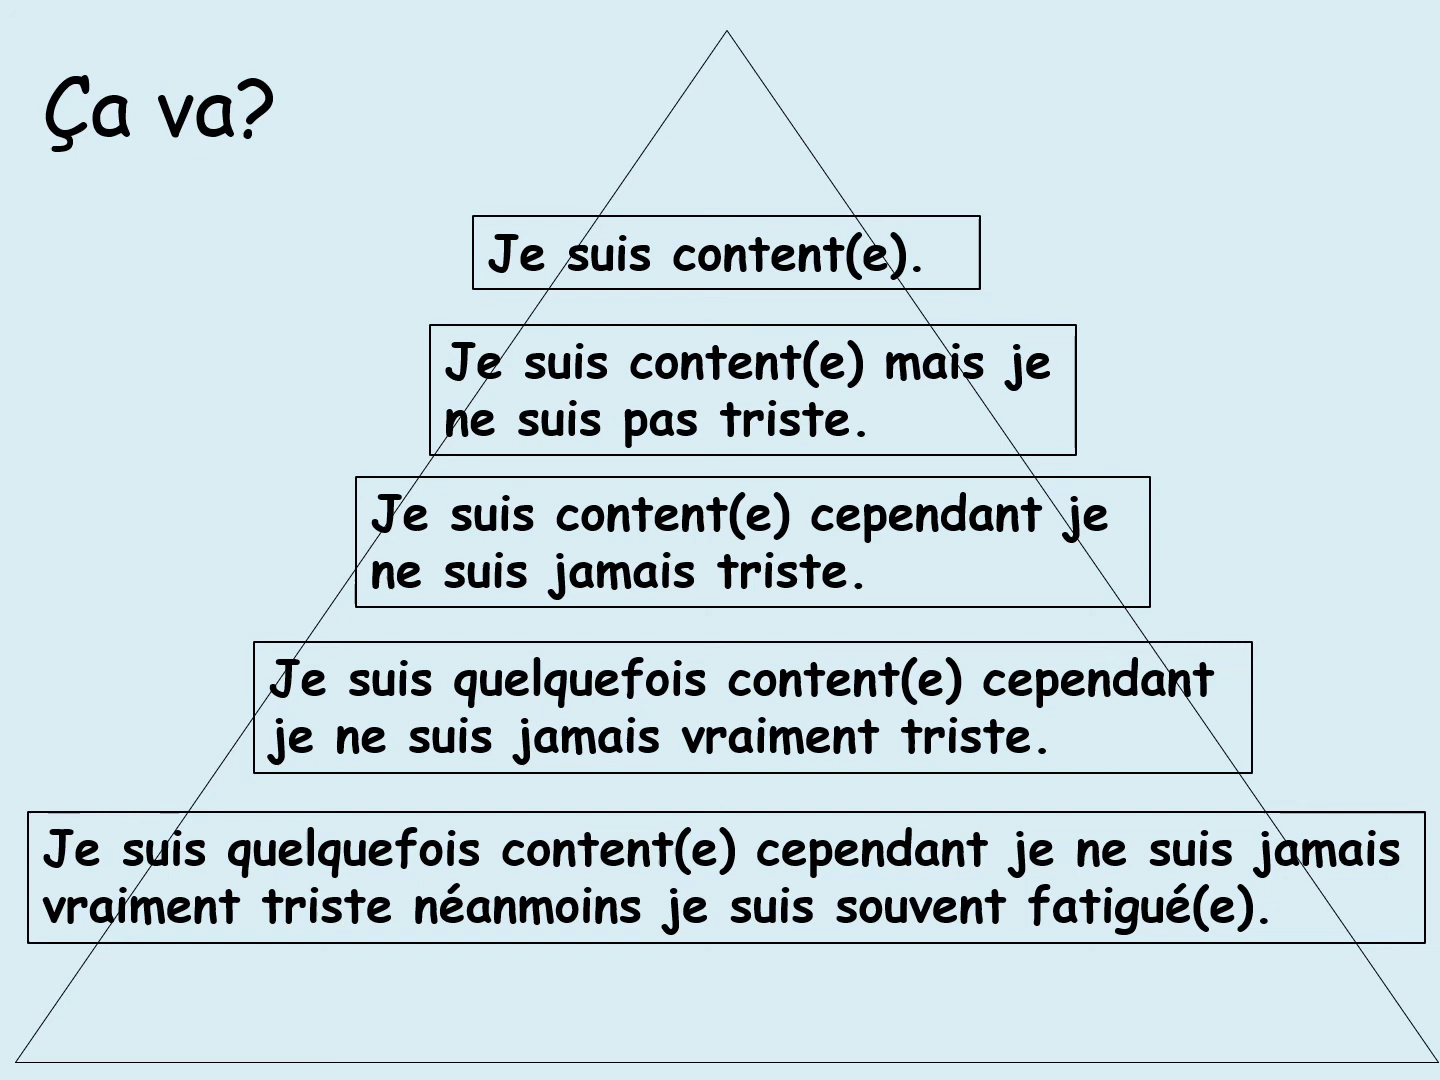 Ça va?
Je suis content(e).
Je suis content(e) mais je
ne suis pas triste.
Je suis content(e) cependant je
ne suis jamais triste.
Je suis quelquefois content(e) cependant
je ne suis jamais vraiment triste.
Je suis quelquefois content(e) cependant je ne suis jamais
vraiment triste néanmoins je suis souvent fatigué(e).